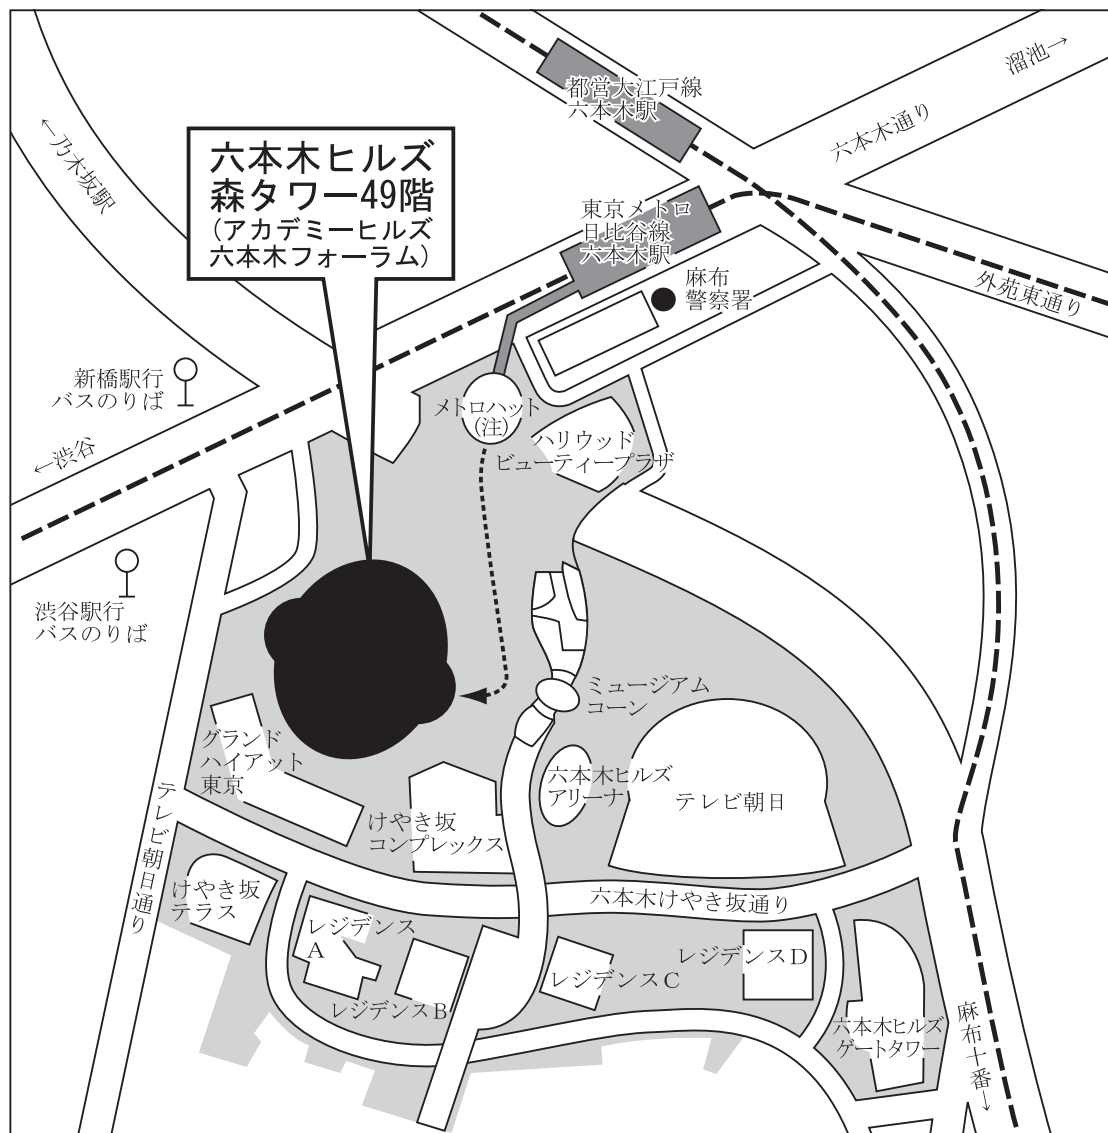 溜池→
都営大江戸線
六本木駅
六本木通り
←乃木坂駅
六本木ヒルズ
森タワー49階
(アカデミーヒルズ
六本木フォーラム)
東京メトロ
日比谷線
六本木駅
麻布
警察署
外苑東通り
新橋駅行
バスのりば
メトロハット
(注)
ハリウッド
ビューティープラザ
←渋谷
渋谷駅行
バスのりば
ミュージアム
コーン
グランド
ハイアット
東京
六本木ヒルズ
アリーナ
テレビ朝日
けやき坂
コンプレックス
テレビ朝日通り
けやき坂
テラス
六本木けやき坂通り
レジデンス
A
レジデンスB
レジデンスC
レジデンスD
六本木ヒルズ
ゲートタワー
麻布十番→